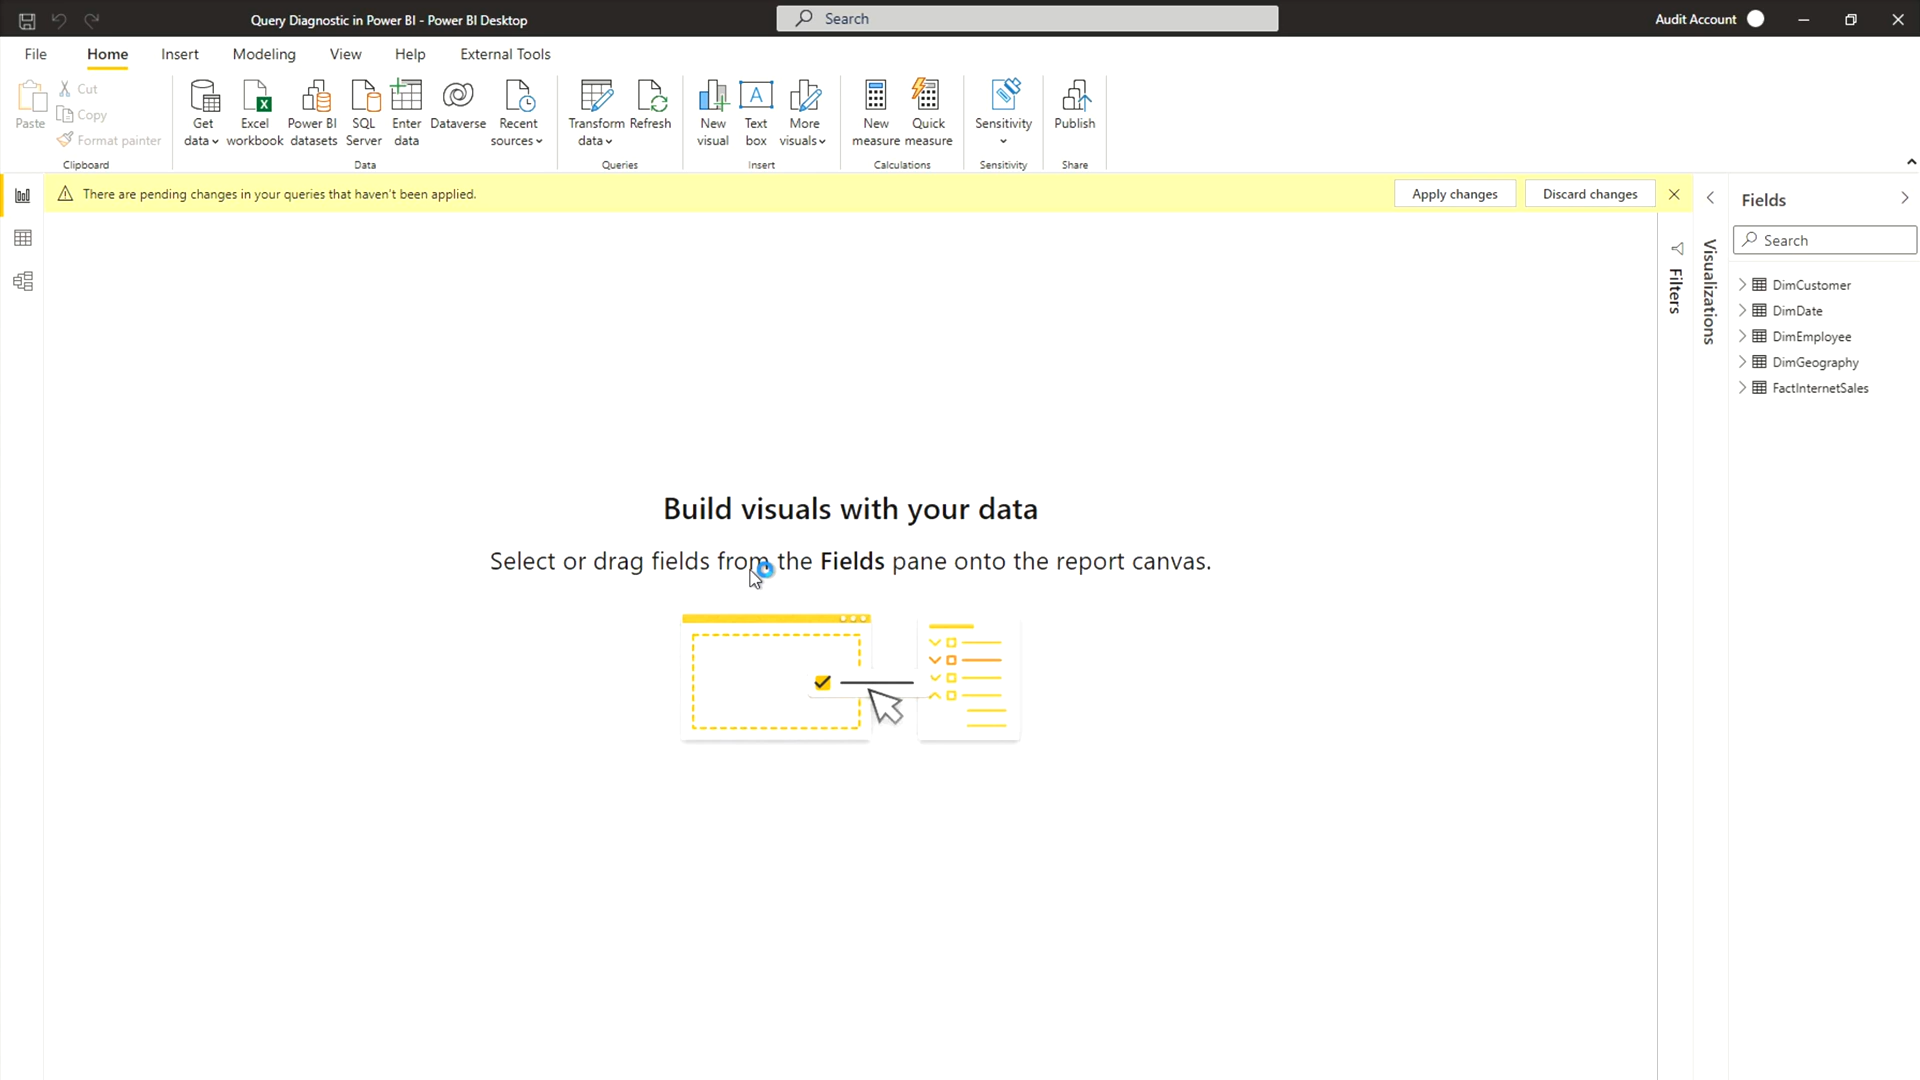 Query Diagnostic in Power BI - Power BI Desktop
Search
Audit Account
File
Home
Insert
Modeling
View
Help
External Tools
Paste
Cut
Copy
Format painter
Clipboard
Get
data
Excel
workbook
Power BI
datasets
SQL
Server
Enter
data
Dataverse
Recent
sources
Data
Transform
data
Refresh
Queries
New
visual
A
Text
box
More
visuals
Insert
New
measure
Quick
measure
Calculations
Sensitivity
Sensitivity
Publish
Share
There are pending changes in your queries that haven't been applied.
Apply changes
Discard changes
Filters
Visualizations
Fields
Search
DimCustomer
DimDate
DimEmployee
DimGeography
FactInternetSales
Build visuals with your data
Select or drag fields from the Fields pane onto the report canvas.